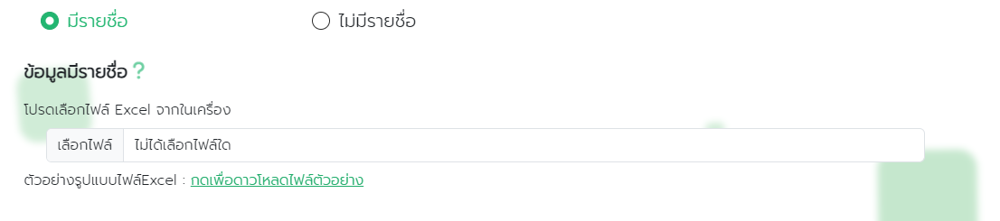 มีรายชื่อ ไม่มีรายชื่อ
ข้อมูลมีรายชื่อ ?
โปรดเลือกไฟล์ Excel จากในเครื่อง
เลือกไฟล์ ไม่ได้เลือกไฟล์ใด
ตัวอย่างรูปแบบไฟล์Excel : กดเพื่อดาวโหลดไฟล์ตัวอย่าง